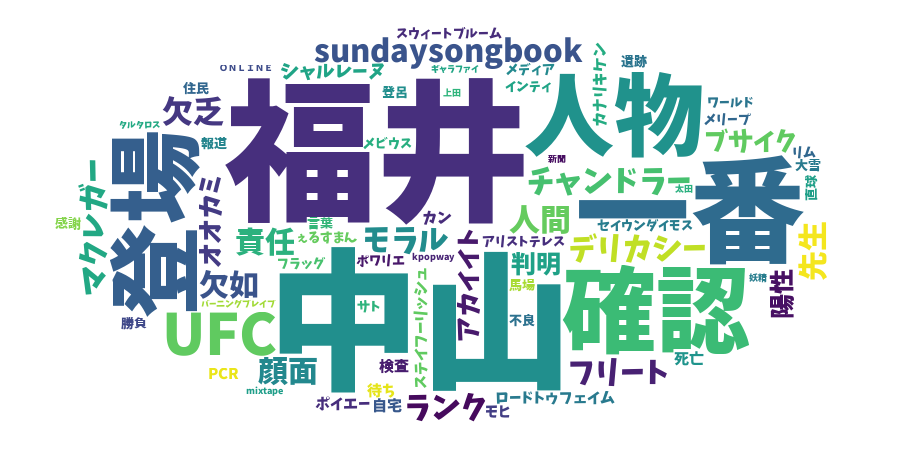 スウィートブルーム
sundaysongbook
ONLINE
シャルレーヌ
ギャラファイ
メディア
インティ
カナリキケン
遺跡
住民
欠乏
登呂
上田
福井
人物
ワールド
メリープ
ブサイク
リム
大雪
タルタロス
報道
メビウス
新聞
登場
マクレガー
オオカミ
チャンドラー
太田
一番
直球
感謝
言葉
カン
人間
セイウンダイモス
責任
えるすまん
モラル
アカイイト
アリストテレス
デリカシー
先生
フラッグ
ボワリエ
kpopway
判明
欠如
中山
ステイフーリッシュ
馬場
確認
妖精
陽性
バーニングブレイブ
サト
不良
勝負
UFC
顔面
検査
死亡
PCR
フリート
mixtape
待ち
ポイエー
自宅
ランク
モヒ
ロードトゥフェイム